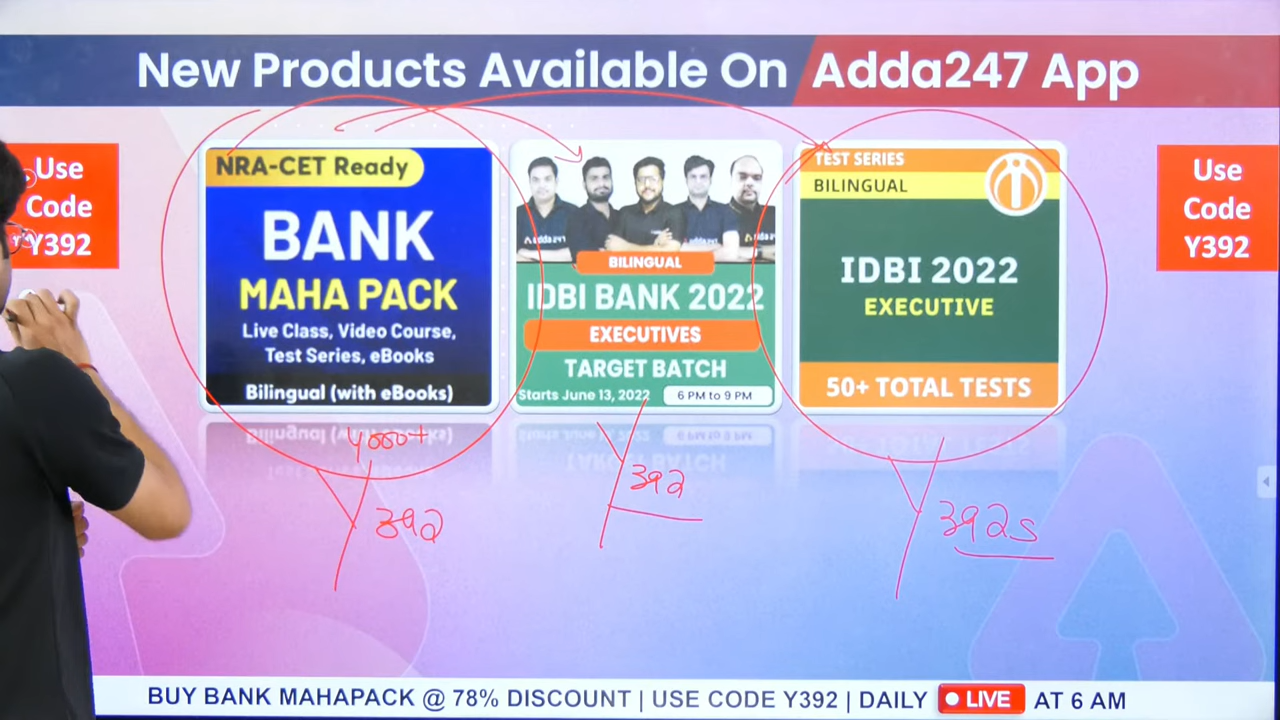 New Products Available On Adda247 App
Use
Code
Y392
NRA-CET Ready
BANK
MAHA PACK
Live Class, Video Course,
Test Series, eBooks
Bilingual (with eBooks)
BILINGUAL
IDBI BANK 2022
EXECUTIVES
TARGET BATCH
Starts June 13, 2022 6 PM to 9 PM
TEST SERIES
BILINGUAL
IDBI 2022
EXECUTIVE
50+ TOTAL TESTS
Use
Code
Y392
Y392
Y392
Y392S
BUY BANK MAHAPACK @ 78% DISCOUNT | USE CODE Y392 | DAILY LIVE AT 6 AM